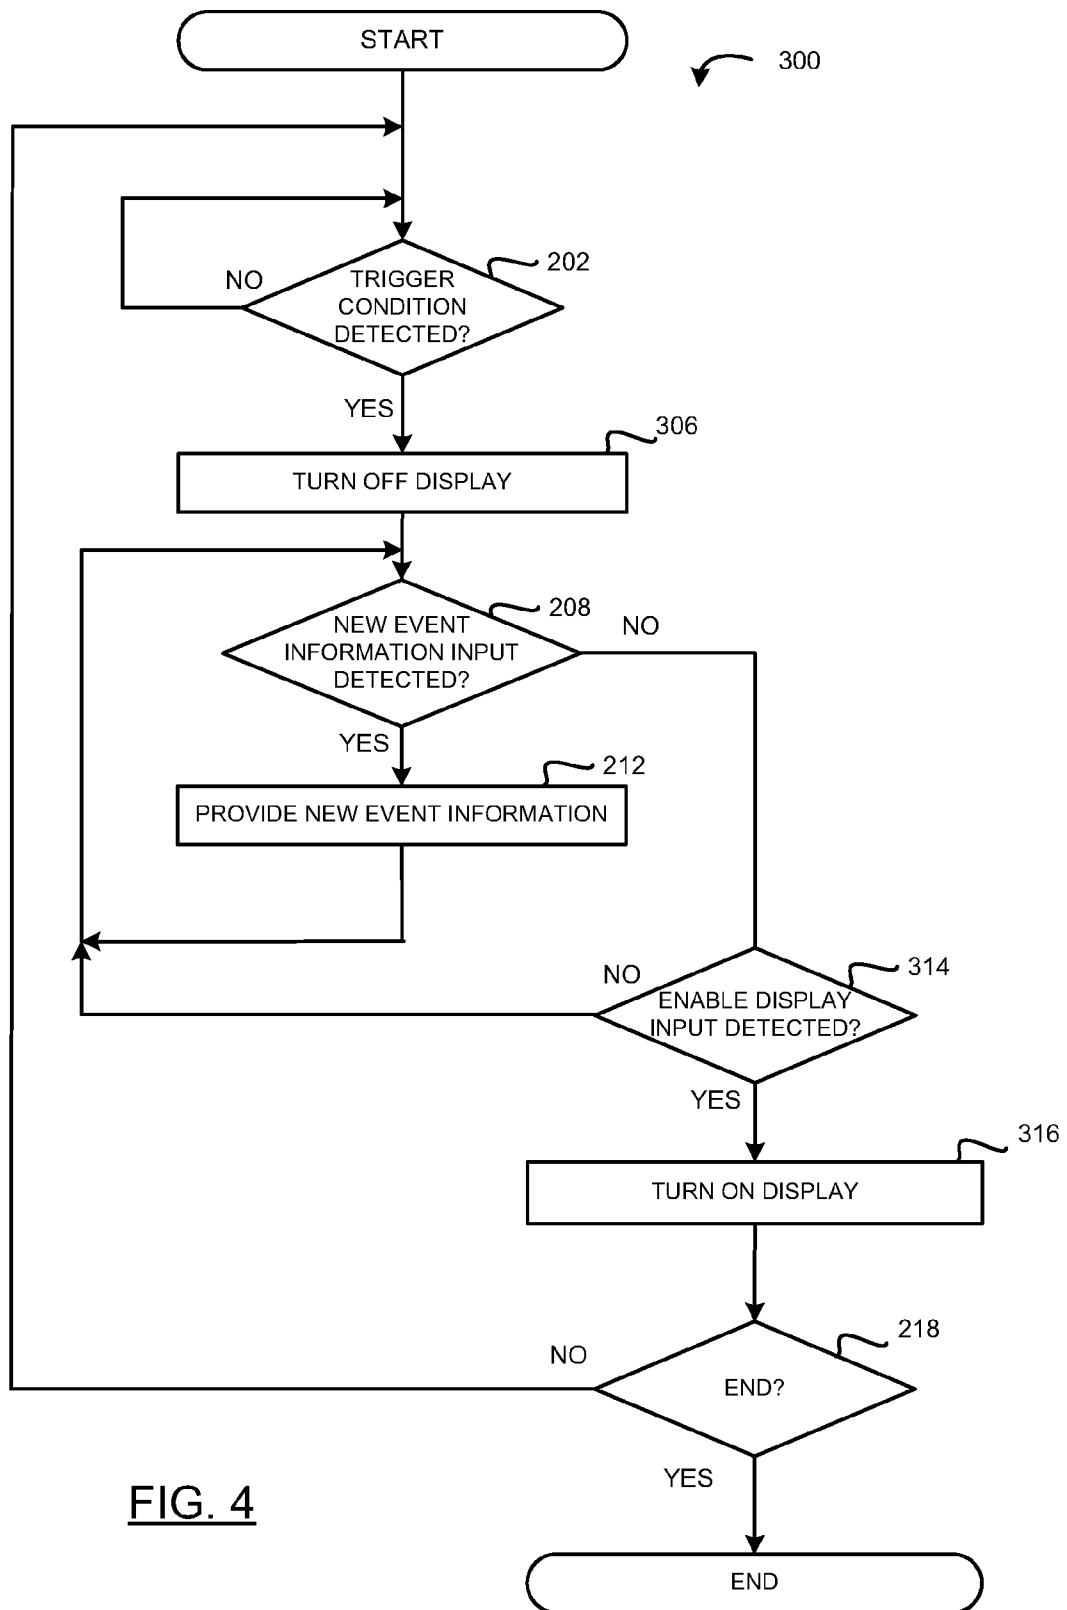 START
300
202
TRIGGER
CONDITION
DETECTED?
NO
YES
306
TURN OFF DISPLAY
208
NEW EVENT
INFORMATION INPUT
DETECTED?
NO
YES
212
PROVIDE NEW EVENT INFORMATION
314
NO
ENABLE DISPLAY
INPUT DETECTED?
YES
316
TURN ON DISPLAY
218
NO
END?
YES
FIG. 4
END